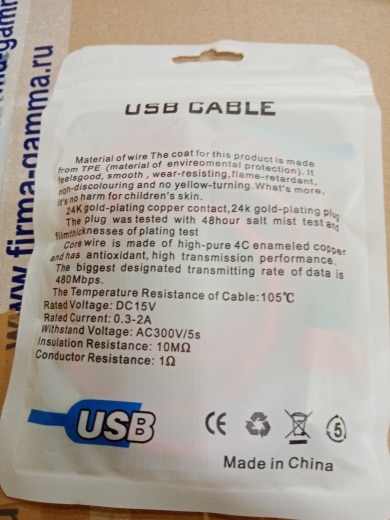 www.firma-gamma.ru
USB CABLE
Material of wire The coat for this product is made
from TPE (material of enviromental protection). It
feelsgood, smooth , wear-resisting,flame-retardant,
non-discolouring and no yellow-turning.What's more,
it's no harm for children's skin.
24K gold-plating copper contact,24k gold-plating plug
The plug was tested with 48hour salt mist test and
filmthicknesses of plating test
Core wire is made of high-pure 4C enameled copper
and has antioxidant, high transmission performance.
The biggest designated transmitting rate of data is
480Mbps.
The Temperature Resistance of Cable:105℃
Rated Voltage: DC15V
Rated Current: 0.3-2A
Withstand Voltage: AC300V/5s
Insulation Resistance: 10MΩ
Conductor Resistance: 1Ω
USB
CE
5
Made in China